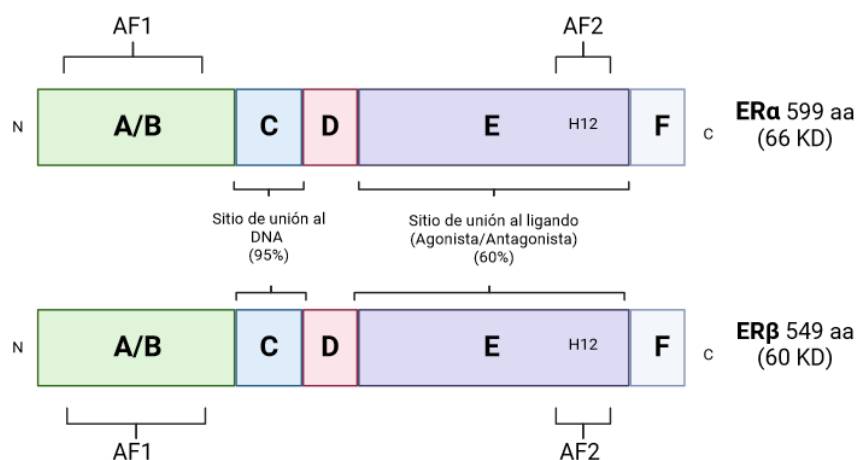 AF1
AF2
N
A/B
C
D
E
H12
F
C
ERα 599 aa
(66 KD)
Sitio de unión al
DNA
(95%)
Sitio de unión al ligando
(Agonista/Antagonista)
(60%)
N
A/B
C
D
E
H12
F
C
ERβ 549 aa
(60 KD)
AF1
AF2